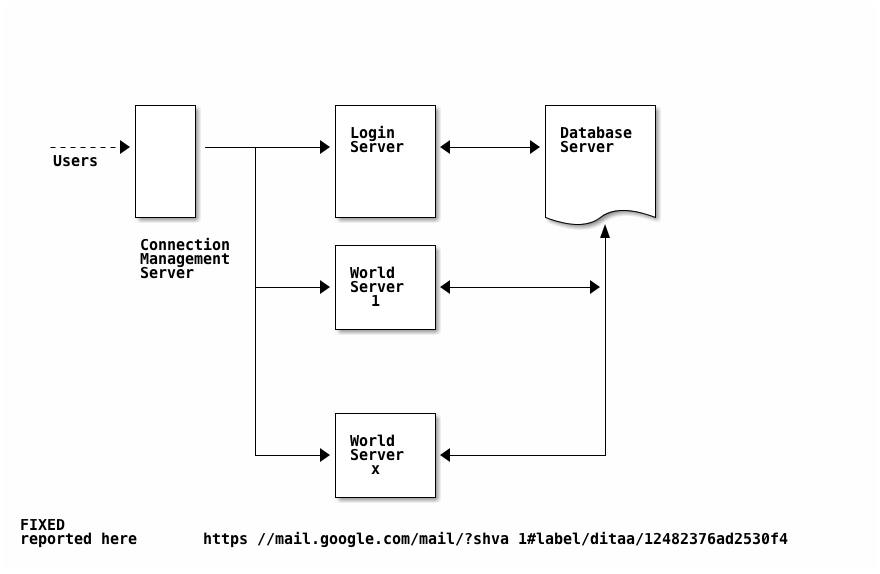 Users
Login
Server
Database
Server
Connection
Management
Server
World
Server
1
World
Server
x
FIXED
reported here https //mail.google.com/mail/?shva 1#label/ditaa/12482376ad2530f4